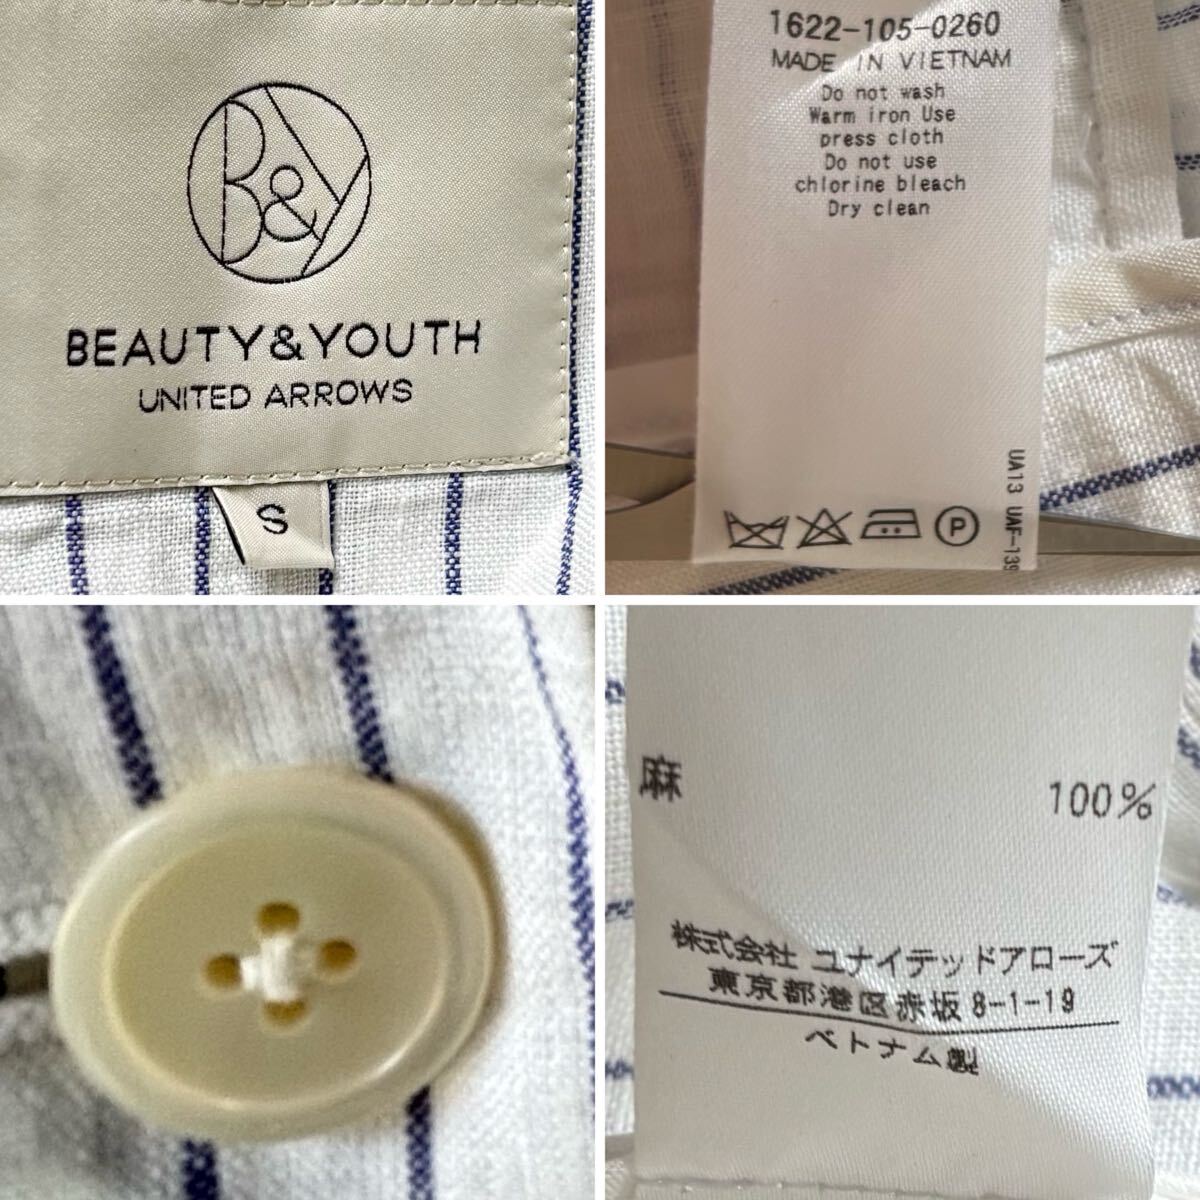 B&Y
BEAUTY&YOUTH
UNITED ARROWS
S
1622-105-0260
MADE IN VIETNAM
Do not wash
Warm iron Use
press cloth
Do not use
chlorine bleach
Dry clean
UA13 UAF-139
P
麻 100%
株式会社 ユナイテッドアローズ
東京都港区赤坂 8-1-19
ベトナム製